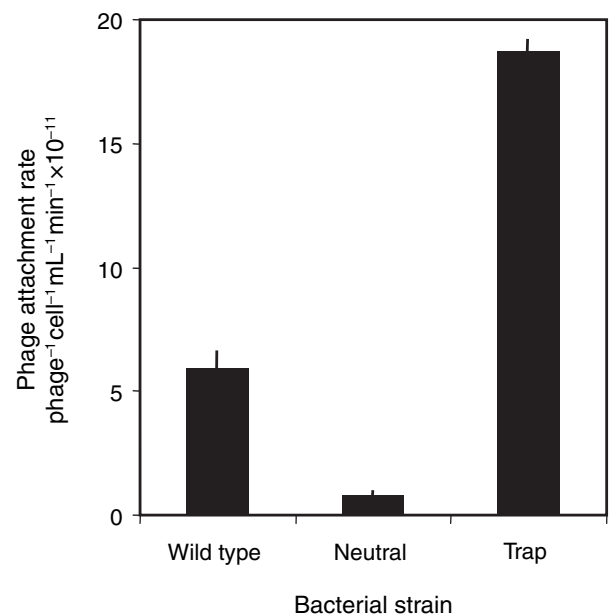 Phage attachment rate
phage⁻¹cell⁻¹mL⁻¹min⁻¹×10⁻¹¹
20
15
10
5
0
Wild type Neutral Trap
Bacterial strain